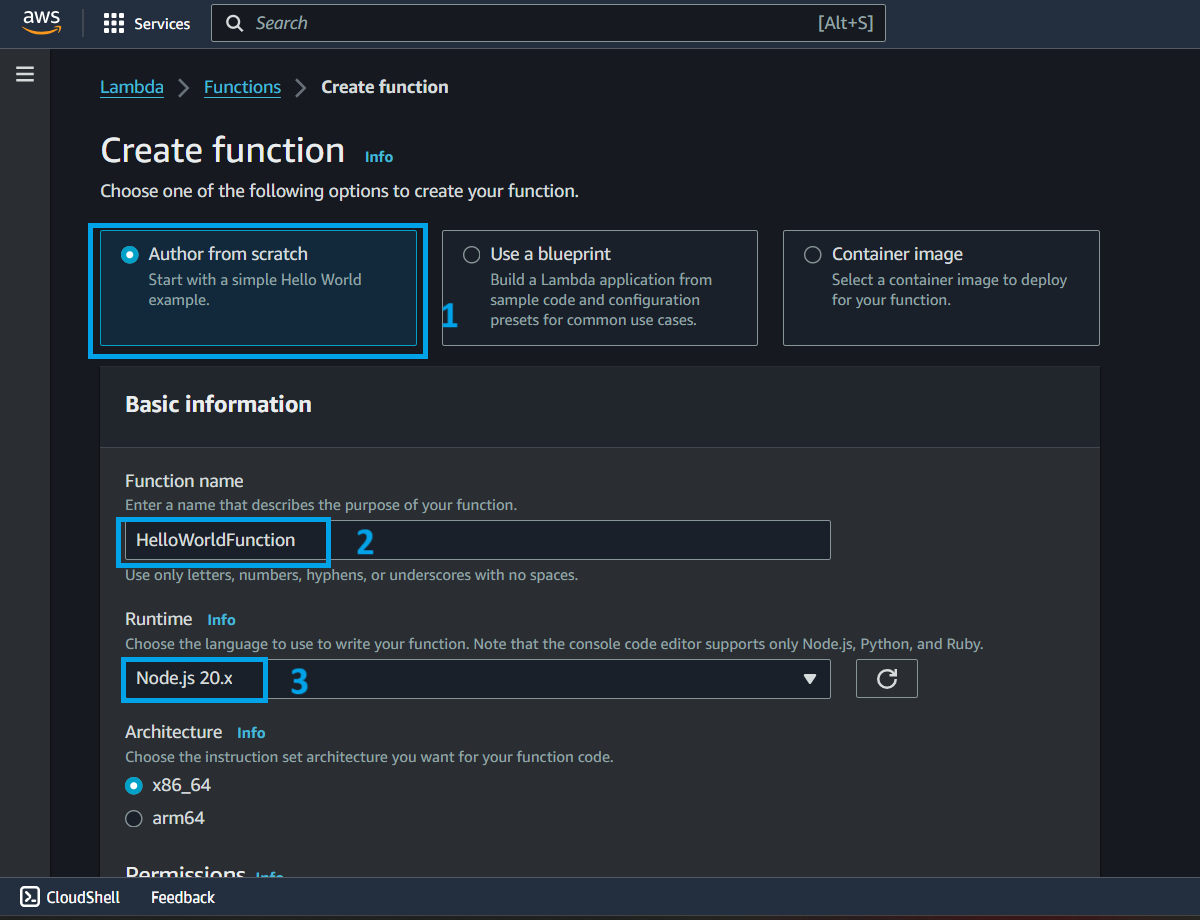 aws
Services
Search
[Alt+S]
Lambda
Functions
Create function
Create function
Info
Choose one of the following options to create your function.
Author from scratch
Start with a simple Hello World
example.
1
Use a blueprint
Build a Lambda application from
sample code and configuration
presets for common use cases.
Container image
Select a container image to deploy
for your function.
Basic information
Function name
Enter a name that describes the purpose of your function.
HelloWorldFunction
2
Use only letters, numbers, hyphens, or underscores with no spaces.
Runtime
Info
Choose the language to use to write your function. Note that the console code editor supports only Node.js, Python, and Ruby.
Node.js 20.x
3
Architecture
Info
Choose the instruction set architecture you want for your function code.
x86_64
arm64
Permissions
Info
CloudShell
Feedback